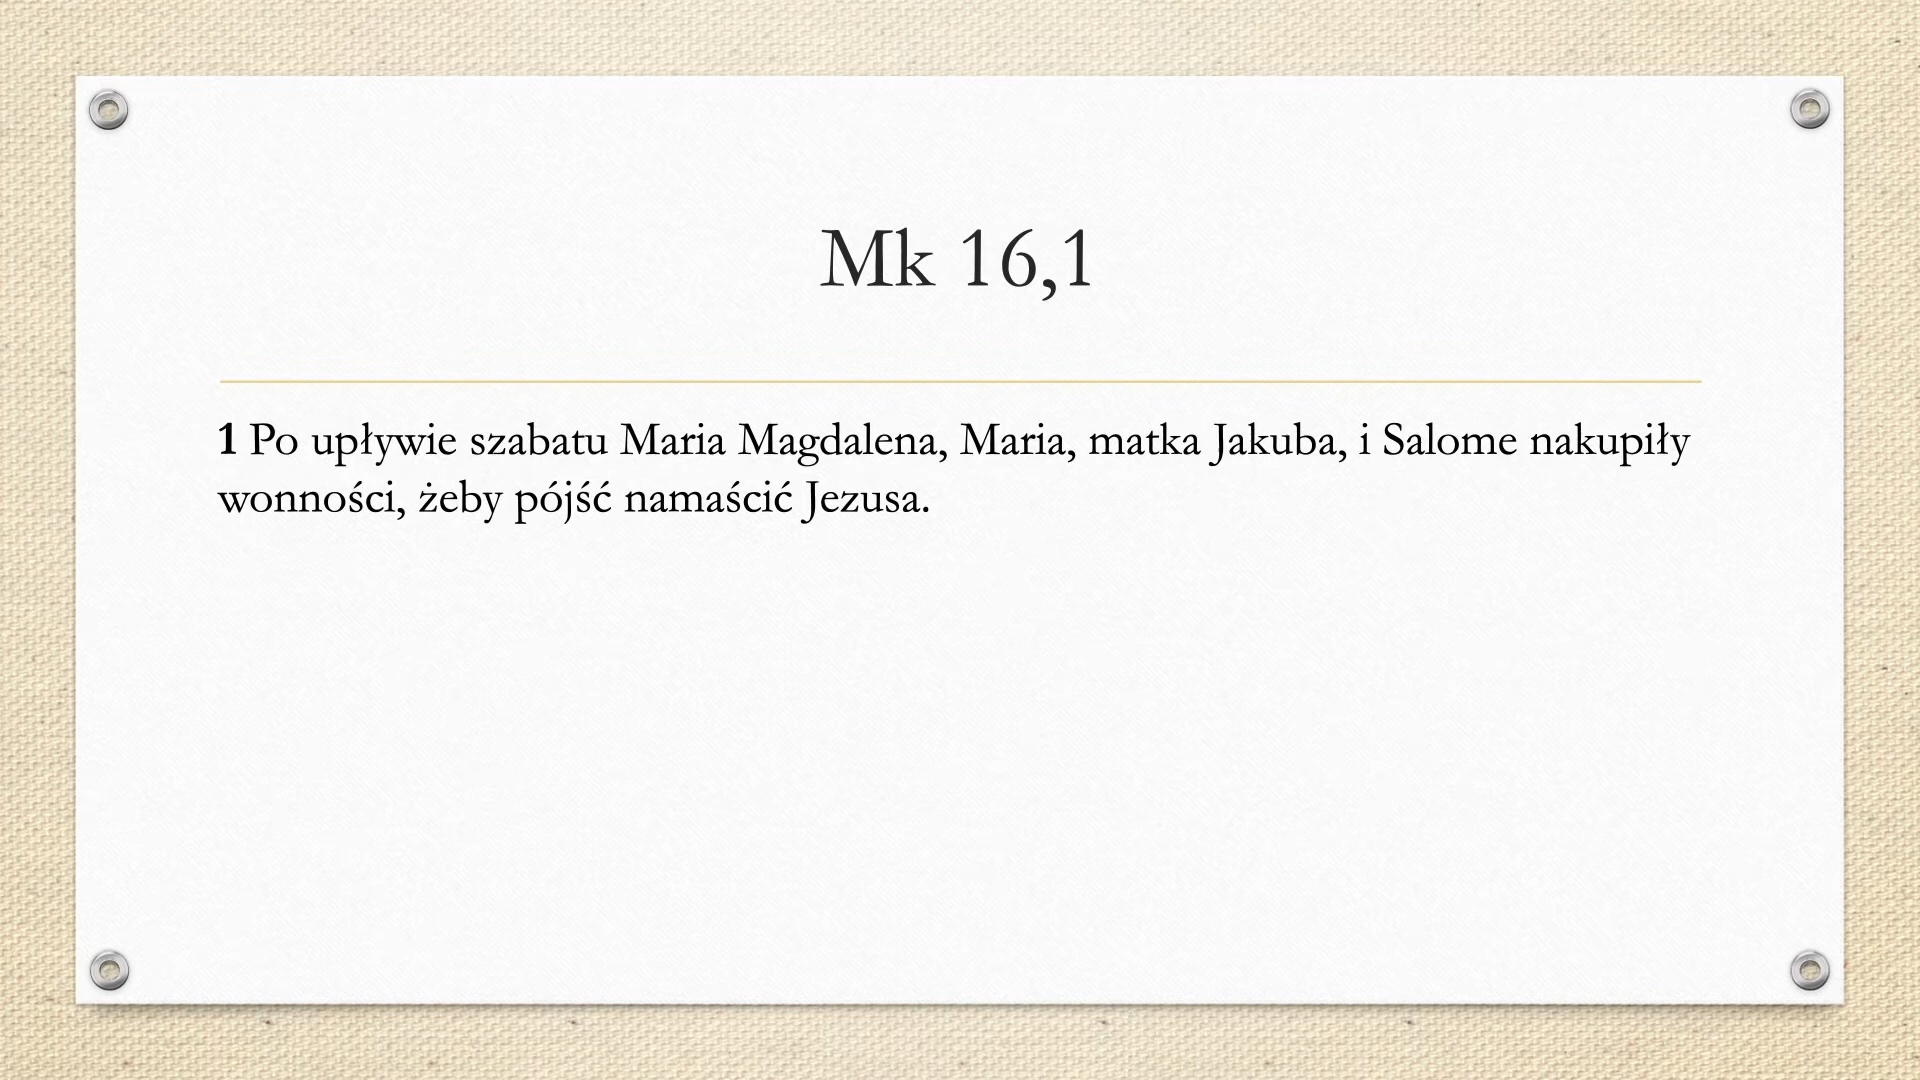 Mk 16,1
1 Po upływie szabatu Maria Magdalena, Maria, matka Jakuba, i Salome nakupiły
wonności, żeby pójść namaścić Jezusa.